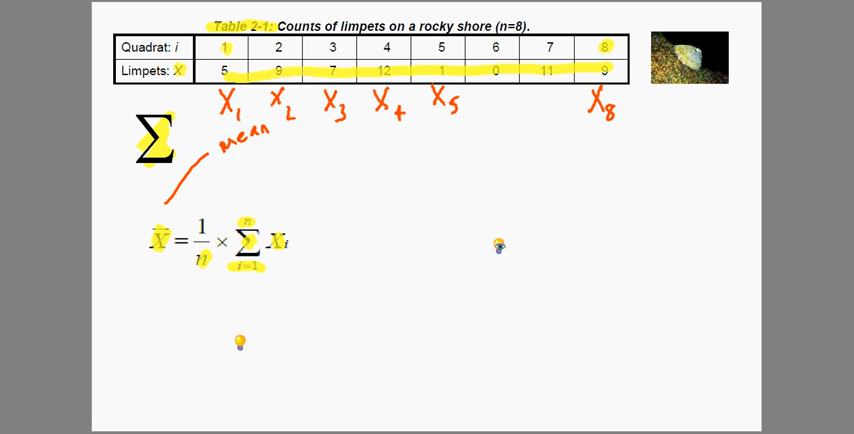 Table 2-1: Counts of limpets on a rocky shore (n=8).
Quadrat: i 1 2 3 4 5 6 7 8
Limpets: X 5 9 7 12 1 0 11 9
X1 X2 X3 X4 X5 X8
Σ
mean
X̄ = 1/n × Σ n i=1 Xi